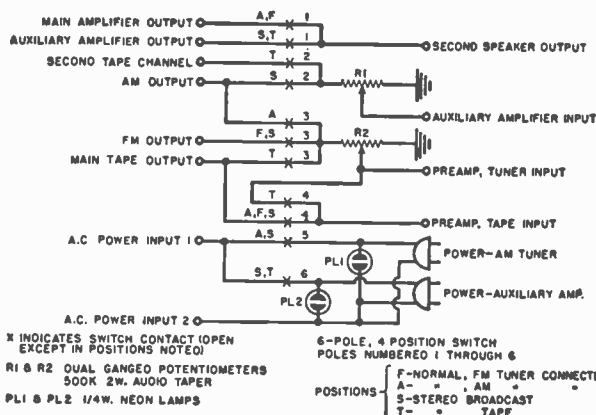 MAIN AMPLIFIER OUTPUT A,F 1
AUXILIARY AMPLIFIER OUTPUT S,T 1
SECOND SPEAKER OUTPUT
SECOND TAPE CHANNEL T 2
AM OUTPUT S 2
R1
AUXILIARY AMPLIFIER INPUT
A 3
FM OUTPUT F,S 3
R2
MAIN TAPE OUTPUT T 3
PREAMP, TUNER INPUT
T 4
A,F,S 4
PREAMP, TAPE INPUT
A.C. POWER INPUT 1 A,S 5
POWER-AM TUNER
PL1
S,T 6
POWER-AUXILIARY AMP.
PL2
A.C. POWER INPUT 2
X INDICATES SWITCH CONTACT (OPEN
EXCEPT IN POSITIONS NOTED)
R1 & R2 DUAL GANGED POTENTIOMETERS
500K 2W. AUDIO TAPER
PL1 & PL2 1/4W. NEON LAMPS
6-POLE, 4 POSITION SWITCH
POLES NUMBERED 1 THROUGH 6
POSITIONS
F-NORMAL, FM TUNER CONNECTE
A- " , AM " "
S-STEREO BROADCAST
T- " TAPE